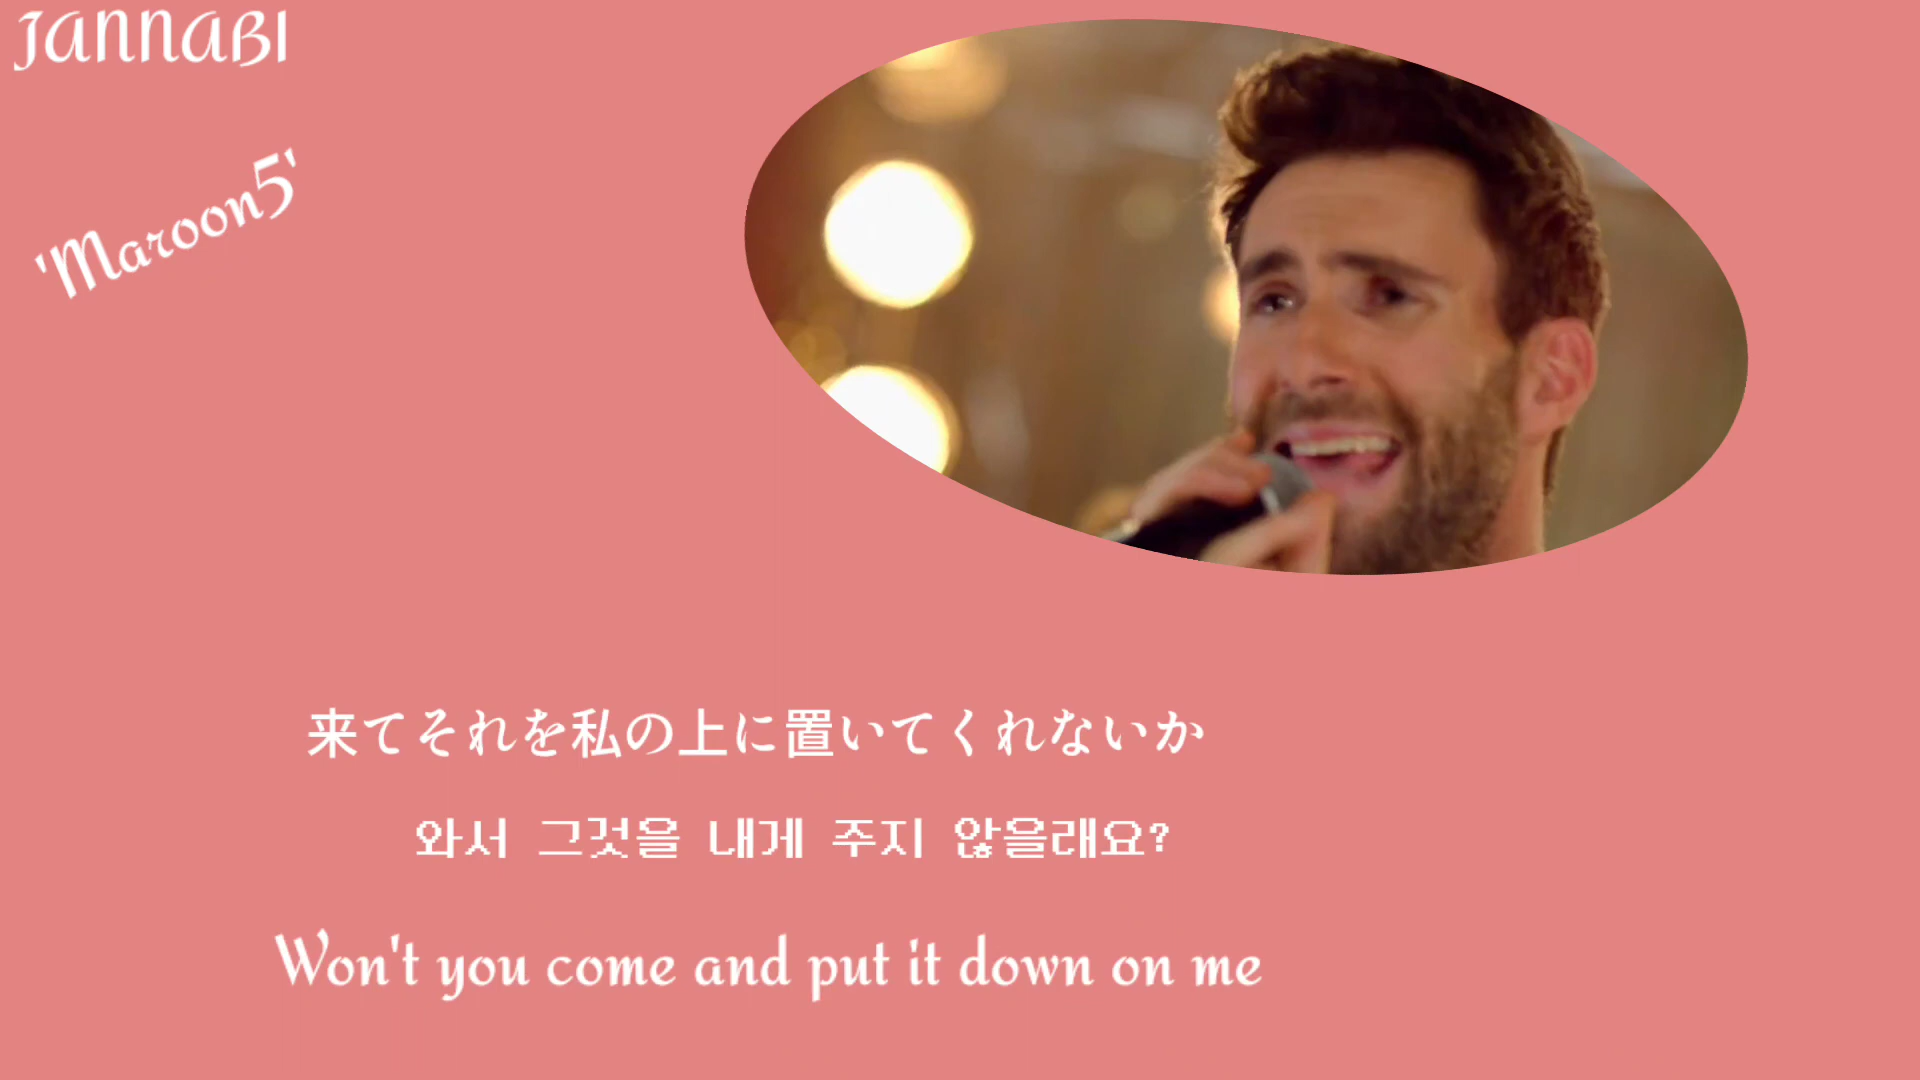 JANNABI
'Maroon5'
来てそれを私の上に置いてくれないか
와서 그것을 내게 주지 않을래요?
Won't you come and put it down on me